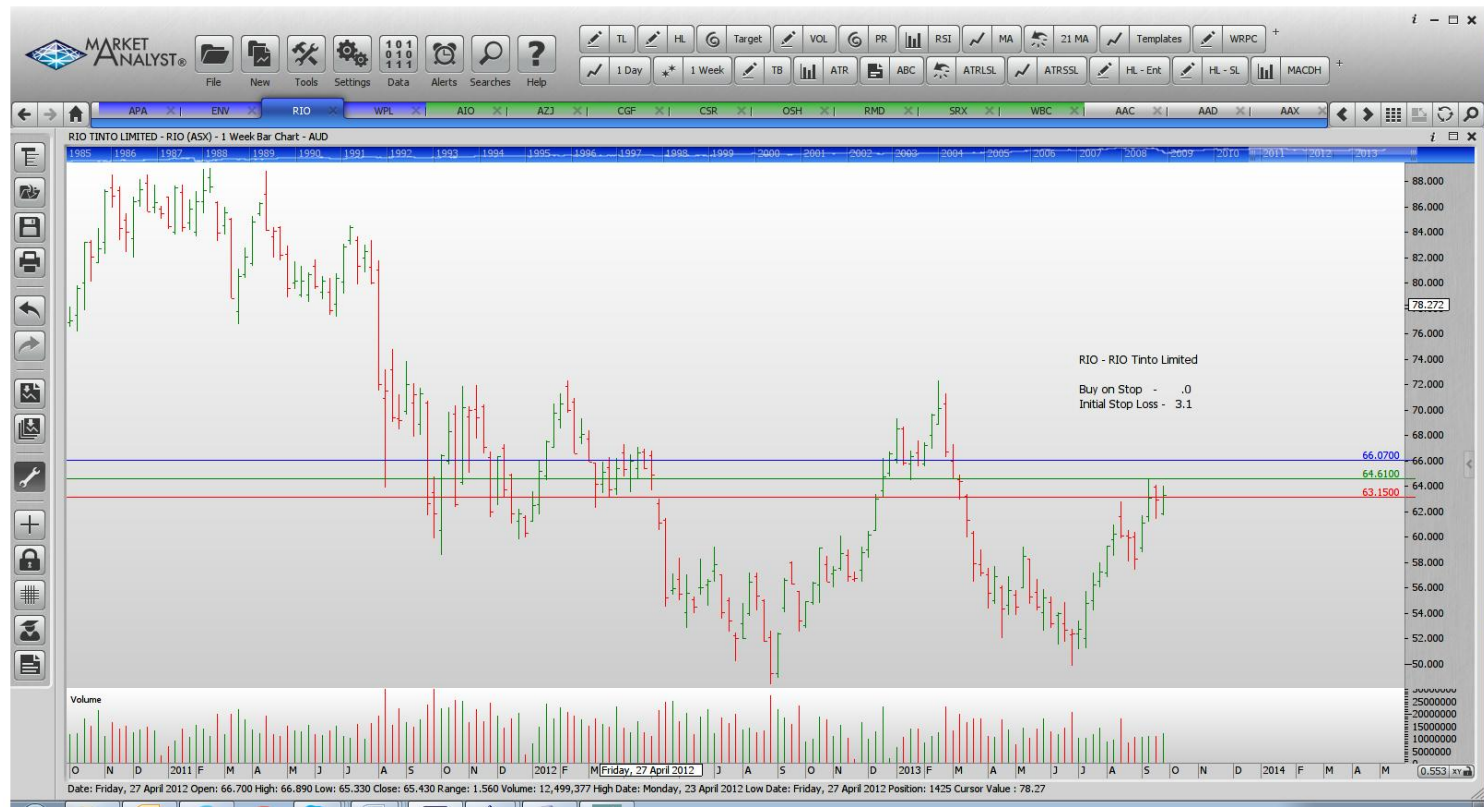 i
MARKET ANALYST®
File New Tools Settings Data Alerts Searches Help
TL HL Target VOL PR RSI MA 21 MA Templates WRPC +
1 Day 1 Week TB ATR ABC ATRLSL ATRSSL HL - Ent HL - SL MACDH +
APA ENV RIO WPL AIO AZJ CGF CSR OSH RMD SRX WBC AAC AAD AAX
RIO TINTO LIMITED - RIO (ASX) - 1 Week Bar Chart - AUD
i
1985 1986 1987 1988 1989 1990 1991 1992 1993 1994 1995 1996 1997 1998 1999 2000 2001 2002 2003 2004 2005 2006 2007 2008 2009 2010 2011 2012 2013
88.000
86.000
84.000
82.000
80.000
78.272
76.000
74.000
RIO - RIO Tinto Limited
72.000
Buy on Stop - .0
Initial Stop Loss - 3.1
70.000
68.000
66.0700
66.000
64.6100
64.000
63.1500
62.000
60.000
58.000
56.000
54.000
52.000
50.000
Volume
30000000
25000000
20000000
15000000
10000000
5000000
O N D 2011 F M A M J J A S O N D 2012 F M Friday, 27 April 2012 J A S O N D 2013 F M A M J J A S O N D 2014 F M A M
0.553 XY
Date: Friday, 27 April 2012 Open: 66.700 High: 66.890 Low: 65.330 Close: 65.430 Range: 1.560 Volume: 12,499,377 High Date: Monday, 23 April 2012 Low Date: Friday, 27 April 2012 Position: 1425 Cursor Value : 78.27